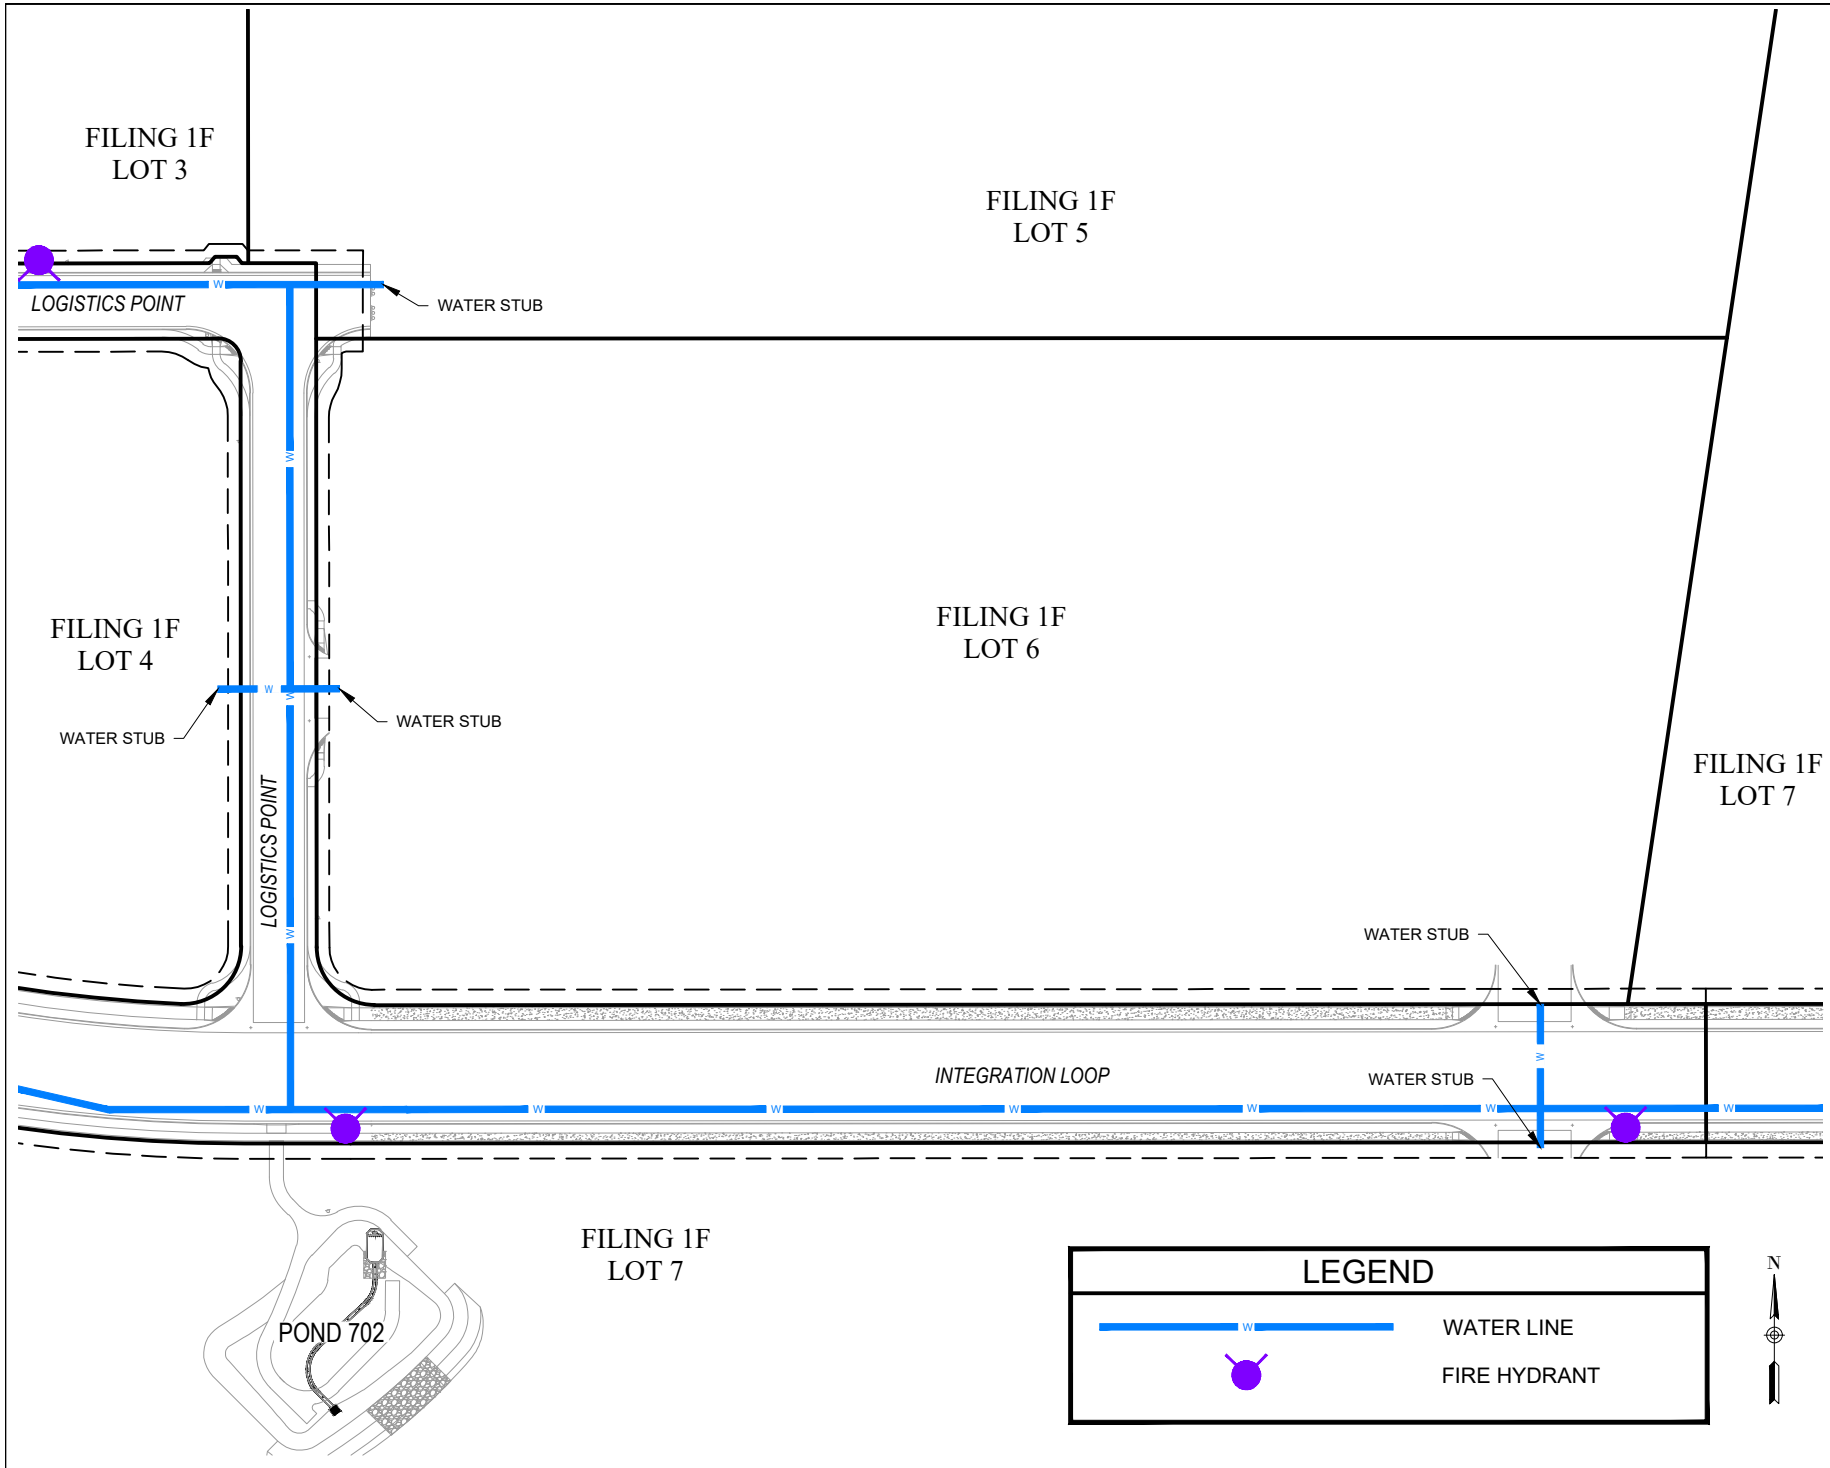 FILING 1F
LOT 3
FILING 1F
LOT 5
W
LOGISTICS POINT
WATER STUB
W
FILING 1F
LOT 4
FILING 1F
LOT 6
W
W
WATER STUB
WATER STUB
FILING 1F
LOT 7
LOGISTICS POINT
W
WATER STUB
W
INTEGRATION LOOP
WATER STUB
W
W
W
W
W
W
W
FILING 1F
LOT 7
POND 702
LEGEND
W
WATER LINE
FIRE HYDRANT
N